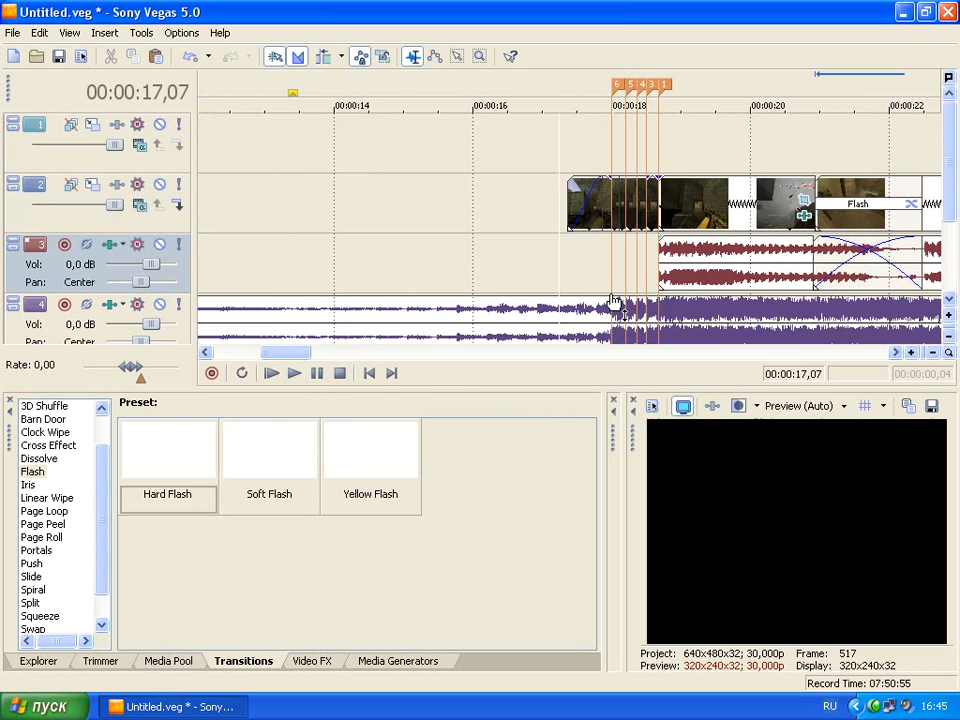 Untitled.veg * - Sony Vegas 5.0
File Edit View Insert Tools Options Help
00:00:17,07
6 5 4 3 1
00:00:14 00:00:16 00:00:18 00:00:20 00:00:22
1
2
Flash
3
Vol: 0,0 dB
Pan: Center
4
Vol: 0,0 dB
Pan: Center
Rate: 0,00
00:00:17,07
00:00:00,04
3D Shuffle
Barn Door
Clock Wipe
Cross Effect
Dissolve
Flash
Iris
Linear Wipe
Page Loop
Page Peel
Page Roll
Portals
Push
Slide
Spiral
Split
Squeeze
Swap
Preset:
Hard Flash Soft Flash Yellow Flash
Preview (Auto)
Explorer Trimmer Media Pool Transitions Video FX Media Generators
Project: 640x480x32; 30,000p Frame: 517
Preview: 320x240x32; 30,000p Display: 320x240x32
Record Time: 07:50:55
пуск Untitled.veg * - Sony... RU 16:45